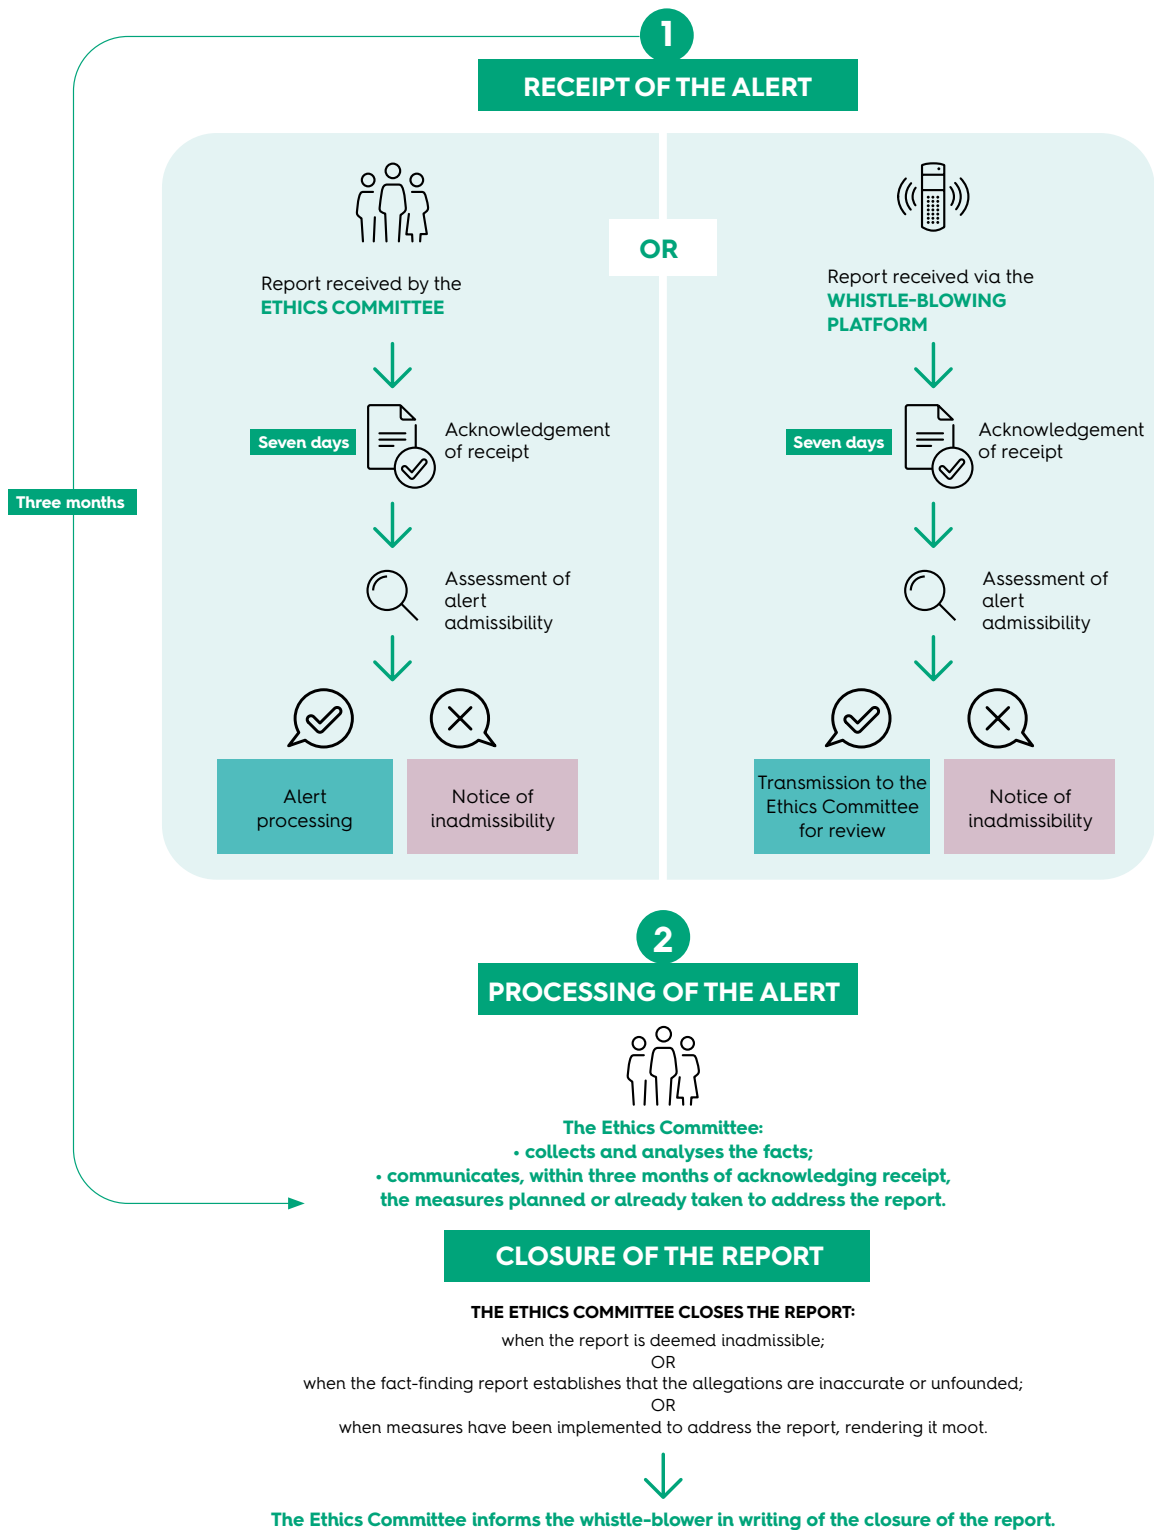 1
RECEIPT OF THE ALERT
OR
Report received by the
ETHICS COMMITTEE
Seven days
Acknowledgement
of receipt
Assessment of
alert
admissibility
Alert
processing
Notice of
inadmissibility
Report received via the
WHISTLE-BLOWING
PLATFORM
Seven days
Acknowledgement
of receipt
Assessment of
alert
admissibility
Transmission to the
Ethics Committee
for review
Notice of
inadmissibility
Three months
2
PROCESSING OF THE ALERT
The Ethics Committee:
• collects and analyses the facts;
• communicates, within three months of acknowledging receipt,
the measures planned or already taken to address the report.
CLOSURE OF THE REPORT
THE ETHICS COMMITTEE CLOSES THE REPORT:
when the report is deemed inadmissible;
OR
when the fact-finding report establishes that the allegations are inaccurate or unfounded;
OR
when measures have been implemented to address the report, rendering it moot.
The Ethics Committee informs the whistle-blower in writing of the closure of the report.